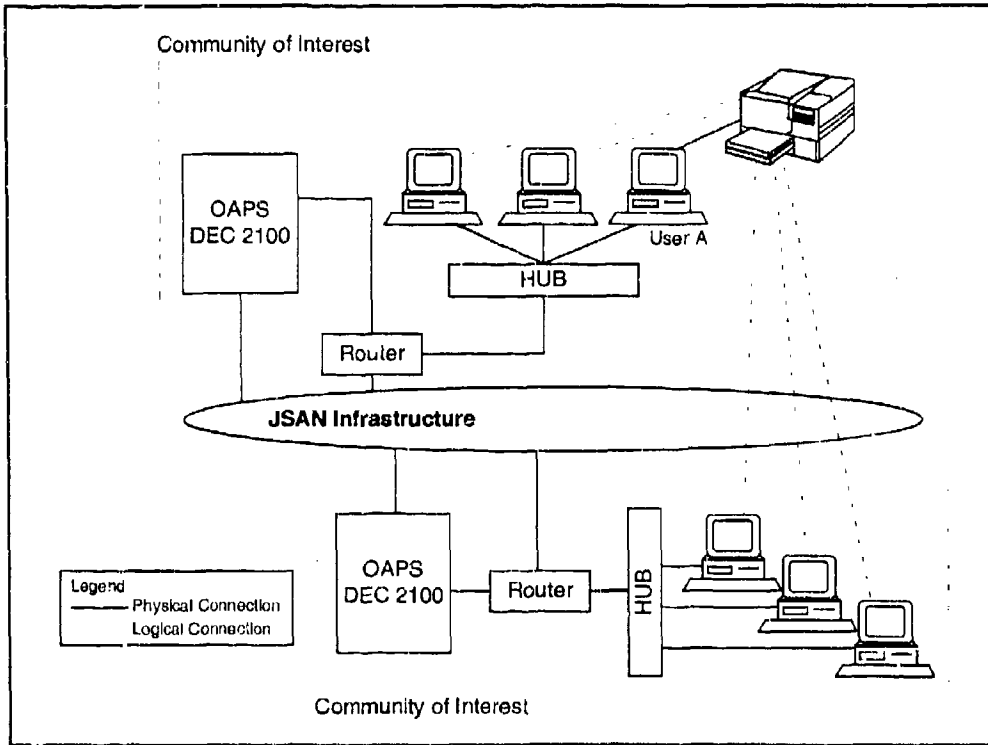 Community of Interest
OAPS
DEC 2100
User A
HUB
Router
JSAN Infrastructure
OAPS
DEC 2100
Router
HUB
Legend
Physical Connection
Logical Connection
Community of Interest